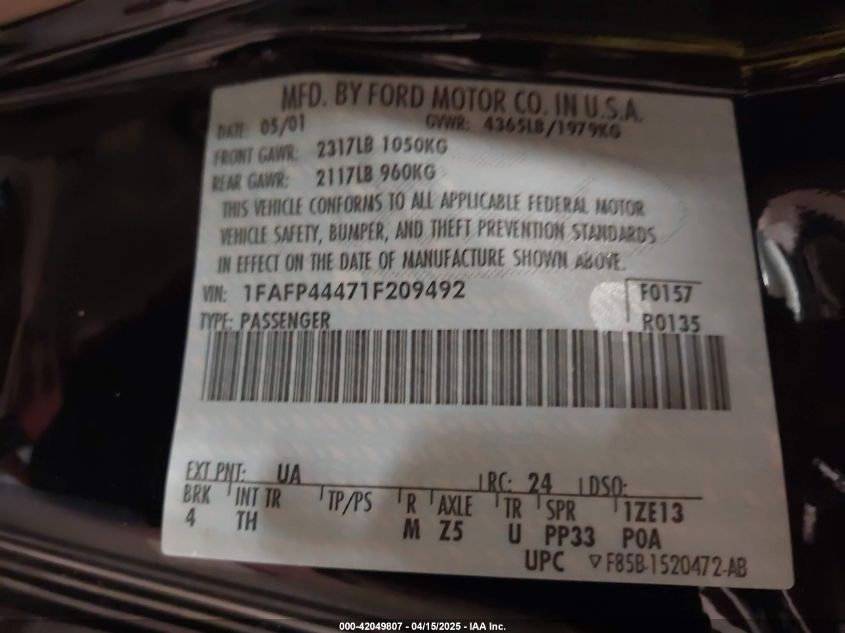 MFD. BY FORD MOTOR CO. IN U.S.A.
DATE: 05/01 GVWR: 4365LB/1979KG
FRONT GAWR: 2317LB 1050KG
REAR GAWR: 2117LB 960KG
THIS VEHICLE CONFORMS TO ALL APPLICABLE FEDERAL MOTOR
VEHICLE SAFETY, BUMPER, AND THEFT PREVENTION STANDARDS
IN EFFECT ON THE DATE OF MANUFACTURE SHOWN ABOVE.
VIN: 1FAFP44471F209492 F0157
TYPE: PASSENGER R0135
EXT PNT: UA RC: 24 DSO:
BRK INT TR TP/PS R AXLE TR SPR 1ZE13
4 TH M Z5 U PP33 P0A
UPC ▽F85B-1520472-AB
000-42049807 - 04/15/2025 - IAA Inc.